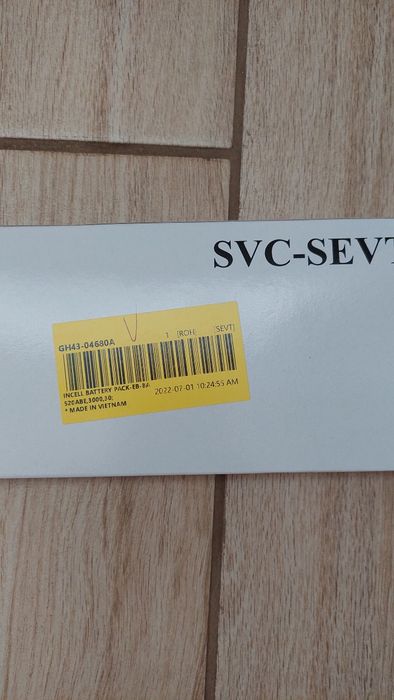 SVC-SEVT
GH43-04680A 1 [ROH] [SEVT]
INCELL BATTERY PACK-EB-BA
520ABE,3000,30;
* MADE IN VIETNAM
2022-07-01 10:24:55 AM